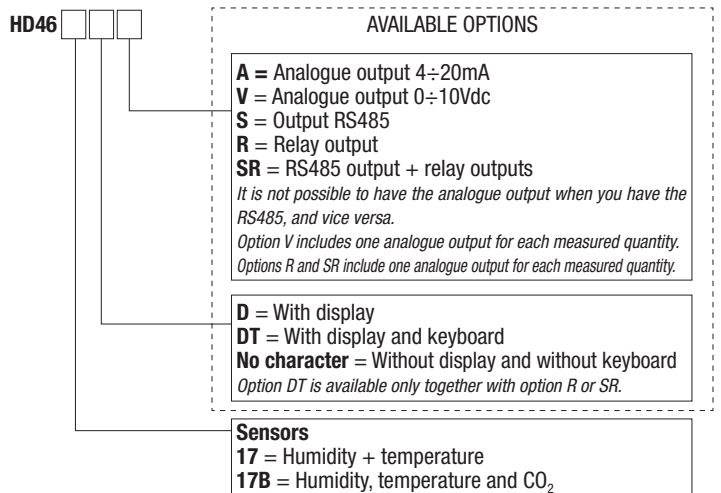 HD46
AVAILABLE OPTIONS
A = Analogue output 4÷20mA
V = Analogue output 0÷10Vdc
S = Output RS485
R = Relay output
SR = RS485 output + relay outputs
It is not possible to have the analogue output when you have the
RS485, and vice versa.
Option V includes one analogue output for each measured quantity.
Options R and SR include one analogue output for each measured quantity.
D = With display
DT = With display and keyboard
No character = Without display and without keyboard
Option DT is available only together with option R or SR.
Sensors
17 = Humidity + temperature
17B = Humidity, temperature and CO₂